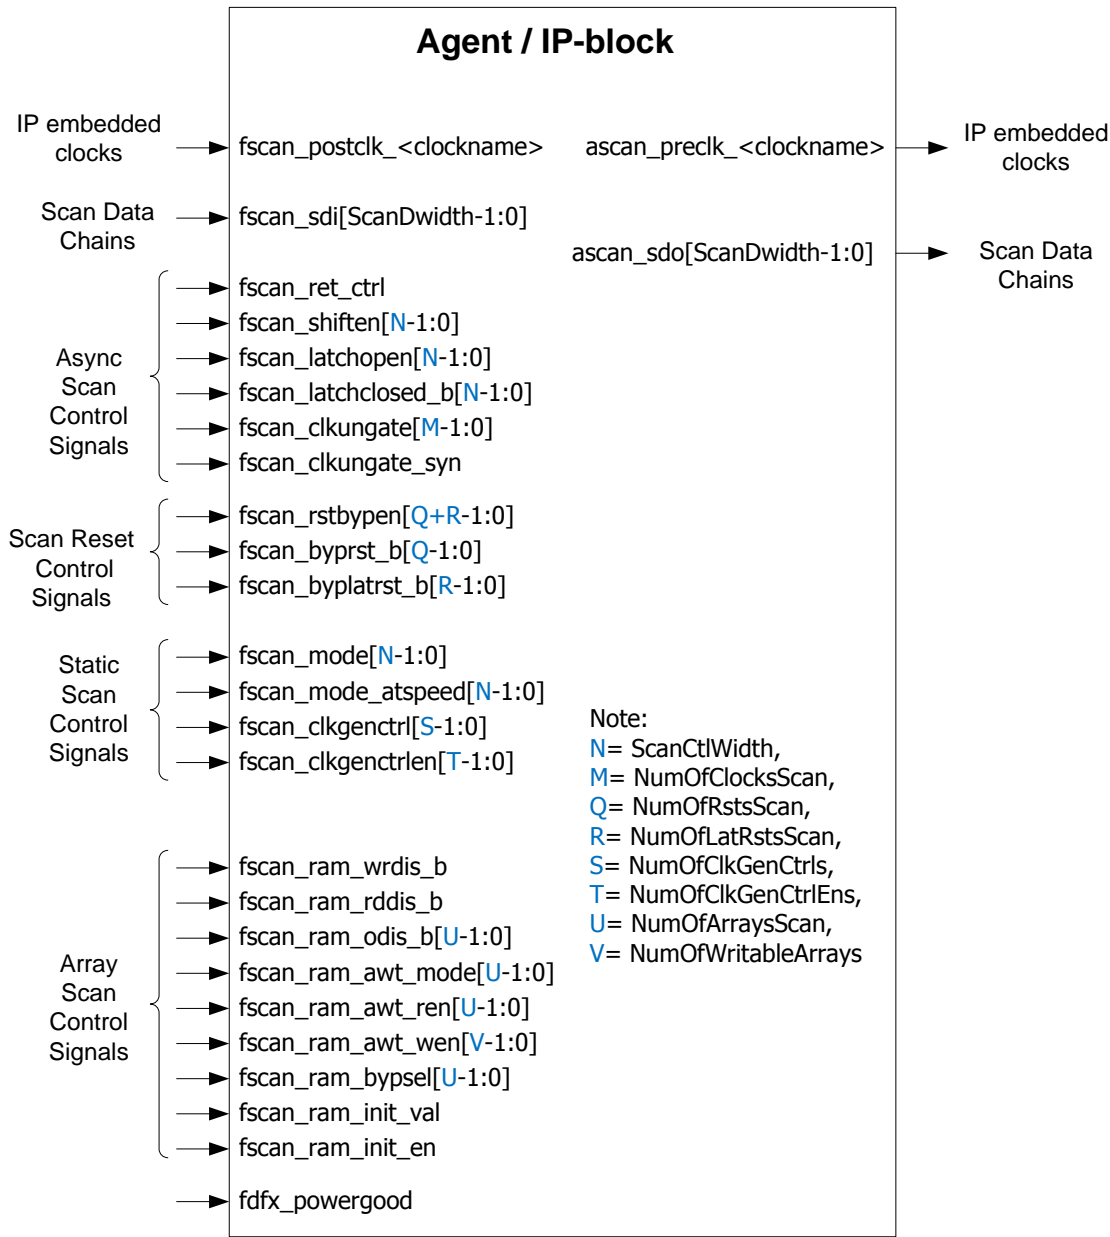 Agent / IP-block
IP embedded
clocks
fscan_postclk_<clockname>
ascan_preclk_<clockname>
IP embedded
clocks
Scan Data
Chains
fscan_sdi[ScanDwidth-1:0]
ascan_sdo[ScanDwidth-1:0]
Scan Data
Chains
Async
Scan
Control
Signals
fscan_ret_ctrl
fscan_shiften[N-1:0]
fscan_latchopen[N-1:0]
fscan_latchclosed_b[N-1:0]
fscan_clkungate[M-1:0]
fscan_clkungate_syn
Scan Reset
Control
Signals
fscan_rstbypen[Q+R-1:0]
fscan_byprst_b[Q-1:0]
fscan_byplatrst_b[R-1:0]
Static
Scan
Control
Signals
fscan_mode[N-1:0]
fscan_mode_atspeed[N-1:0]
fscan_clkgenctrl[S-1:0]
fscan_clkgenctrlen[T-1:0]
Note:
N= ScanCtlWidth,
M= NumOfClocksScan,
Q= NumOfRstsScan,
R= NumOfLatRstsScan,
S= NumOfClkGenCtrls,
T= NumOfClkGenCtrlEns,
U= NumOfArraysScan,
V= NumOfWritableArrays
Array
Scan
Control
Signals
fscan_ram_wrdis_b
fscan_ram_rddis_b
fscan_ram_odis_b[U-1:0]
fscan_ram_awt_mode[U-1:0]
fscan_ram_awt_ren[U-1:0]
fscan_ram_awt_wen[V-1:0]
fscan_ram_bypsel[U-1:0]
fscan_ram_init_val
fscan_ram_init_en
fdfx_powergood